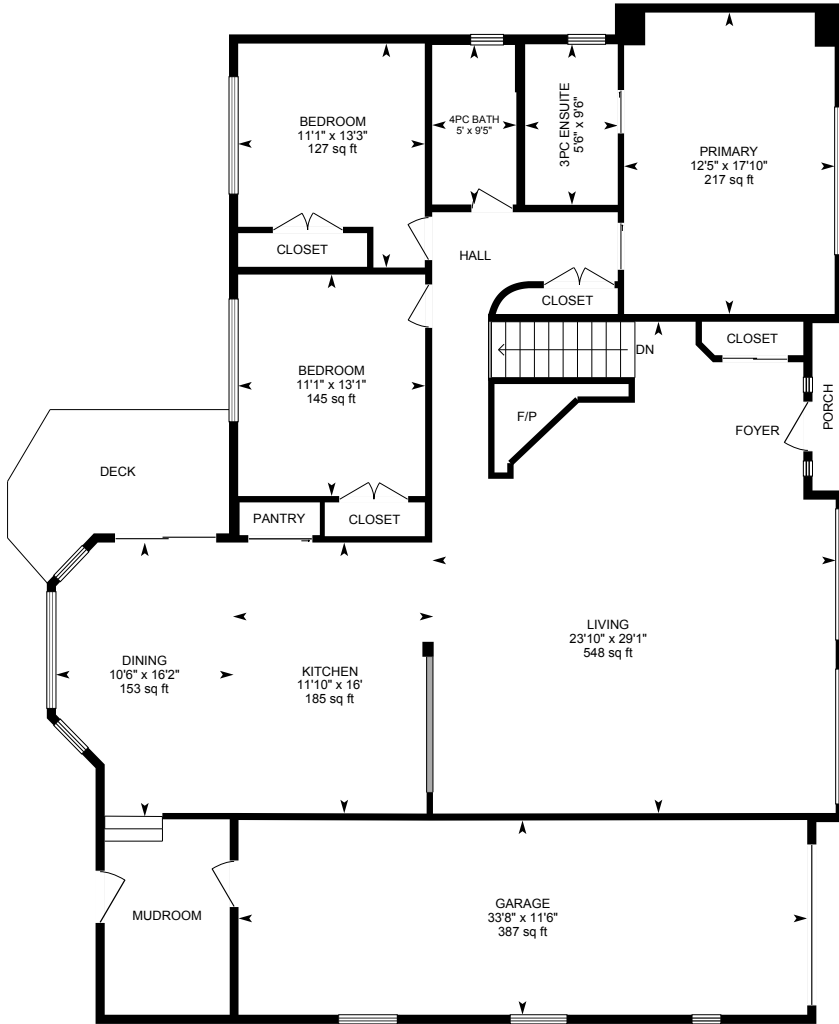 BEDROOM
11'1" x 13'3"
127 sq ft
4PC BATH
5' x 9'5"
3PC ENSUITE
5'6" x 9'6"
PRIMARY
12'5" x 17'10"
217 sq ft
CLOSET
HALL
CLOSET
CLOSET
DN
BEDROOM
11'1" x 13'1"
145 sq ft
F/P
FOYER
PORCH
DECK
PANTRY
CLOSET
DINING
10'6" x 16'2"
153 sq ft
KITCHEN
11'10" x 16'
185 sq ft
LIVING
23'10" x 29'1"
548 sq ft
MUDROOM
GARAGE
33'8" x 11'6"
387 sq ft